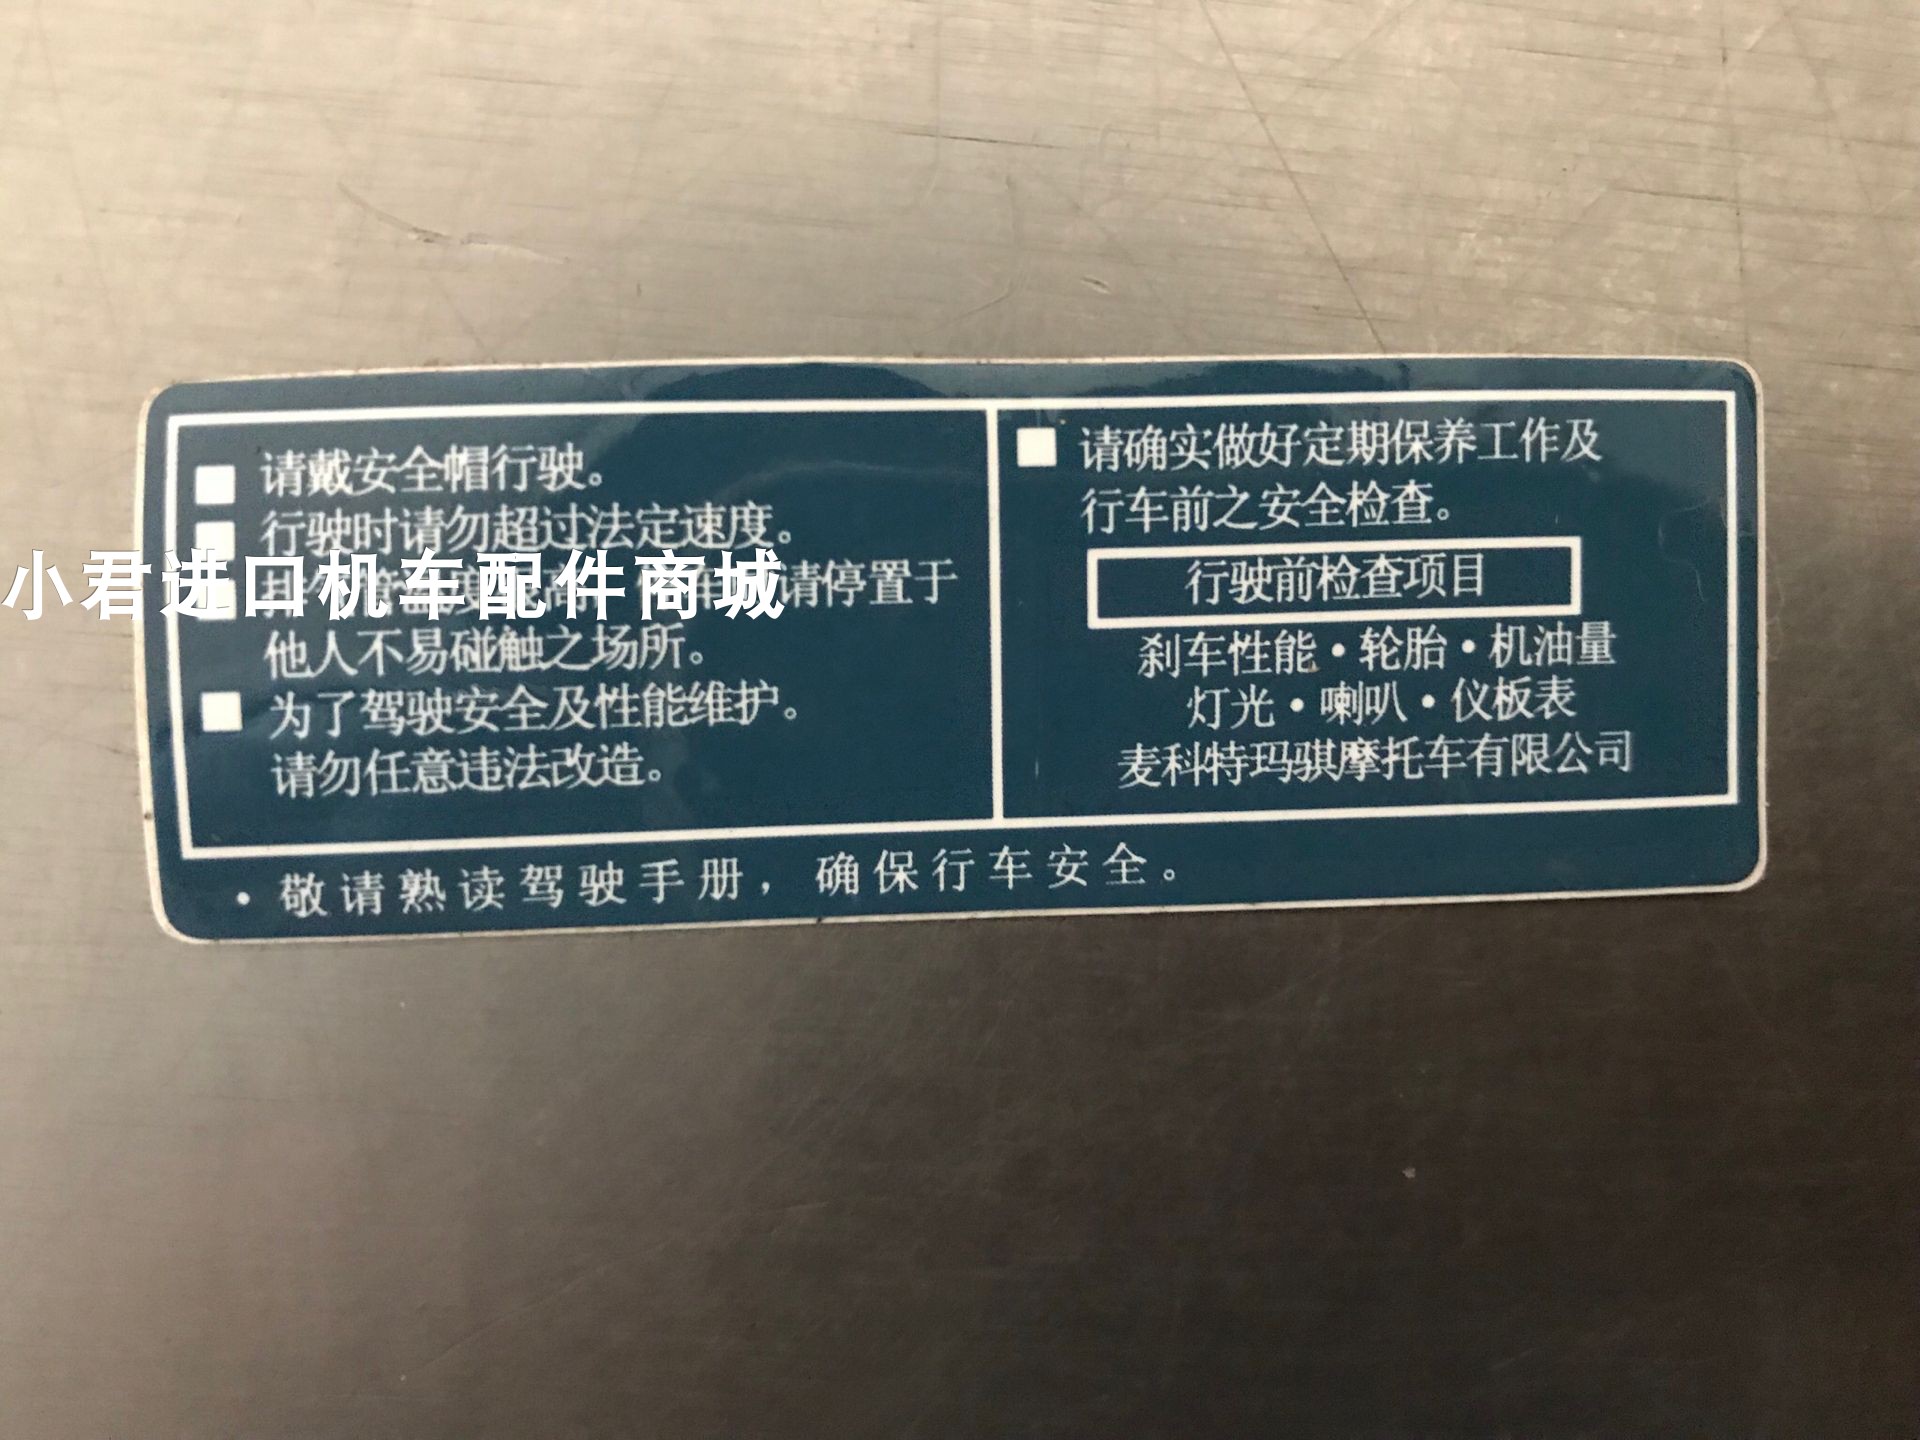 请戴安全帽行驶。
行驶时请勿超过法定速度。
小君进口机车配件商城
请停置于
他人不易碰触之场所。
为了驾驶安全及性能维护。
请勿任意违法改造。
请确实做好定期保养工作及
行车前之安全检查。
行驶前检查项目
刹车性能·轮胎·机油量
灯光·喇叭·仪板表
麦科特玛骐摩托车有限公司
·敬请熟读驾驶手册，确保行车安全。